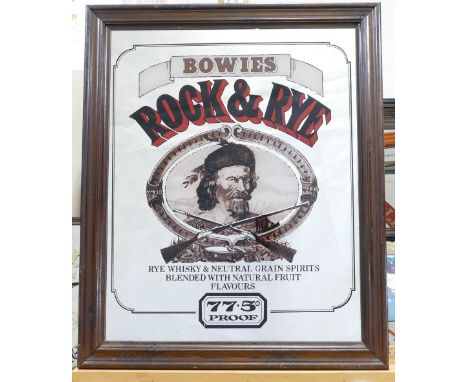 BOWIES
ROCK & RYE
RYE WHISKY & NEUTRAL GRAIN SPIRITS
BLENDED WITH NATURAL FRUIT
FLAVOURS
77·5°
PROOF